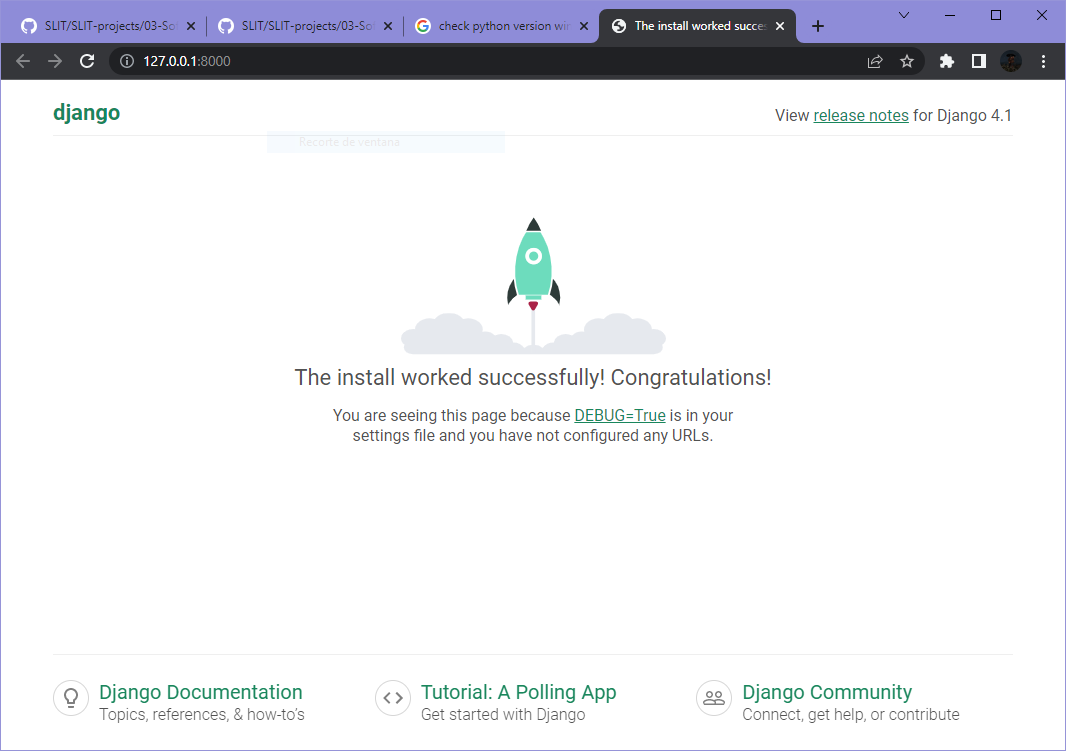 SLIT/SLIT-projects/03-Sof
SLIT/SLIT-projects/03-Sof
check python version win
The install worked succes
127.0.0.1:8000
django
View release notes for Django 4.1
Recorte de ventana
The install worked successfully! Congratulations!
You are seeing this page because DEBUG=True is in your
settings file and you have not configured any URLs.
Django Documentation
Topics, references, & how-to’s
Tutorial: A Polling App
Get started with Django
Django Community
Connect, get help, or contribute